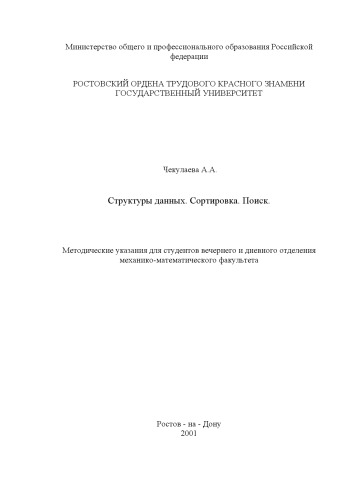 Министерство общего и профессионального образования Российской
федерации
РОСТОВСКИЙ ОРДЕНА ТРУДОВОГО КРАСНОГО ЗНАМЕНИ
ГОСУДАРСТВЕННЫЙ УНИВЕРСИТЕТ
Чекулаева А.А.
Структуры данных. Сортировка. Поиск.
Методические указания для студентов вечернего и дневного отделения
механико-математического факультета
Ростов - на - Дону
2001